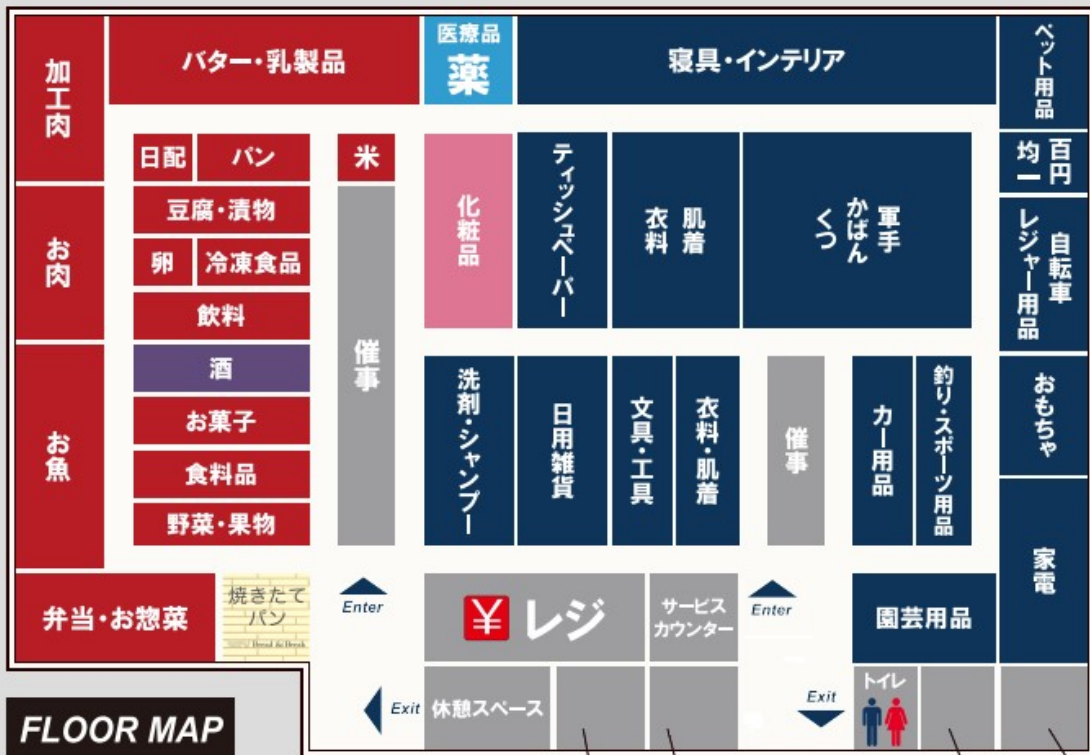 加工肉
バター・乳製品
医療品
薬
寝具・インテリア
ペット用品
日配
パン
米
化粧品
ティッシュペーパー
肌着
衣料
軍手
かばん
くつ
百円
均一
お肉
豆腐・漬物
卵
冷凍食品
飲料
自転車
レジャー用品
催事
酒
お魚
お菓子
食料品
野菜・果物
洗剤・シャンプー
日用雑貨
文具・工具
衣料・肌着
催事
カー用品
釣り・スポーツ用品
おもちゃ
家電
弁当・お惣菜
焼きたて
パン
Enter
¥レジ
サービス
カウンター
Enter
園芸用品
Exit
休憩スペース
Exit
トイレ
FLOOR MAP